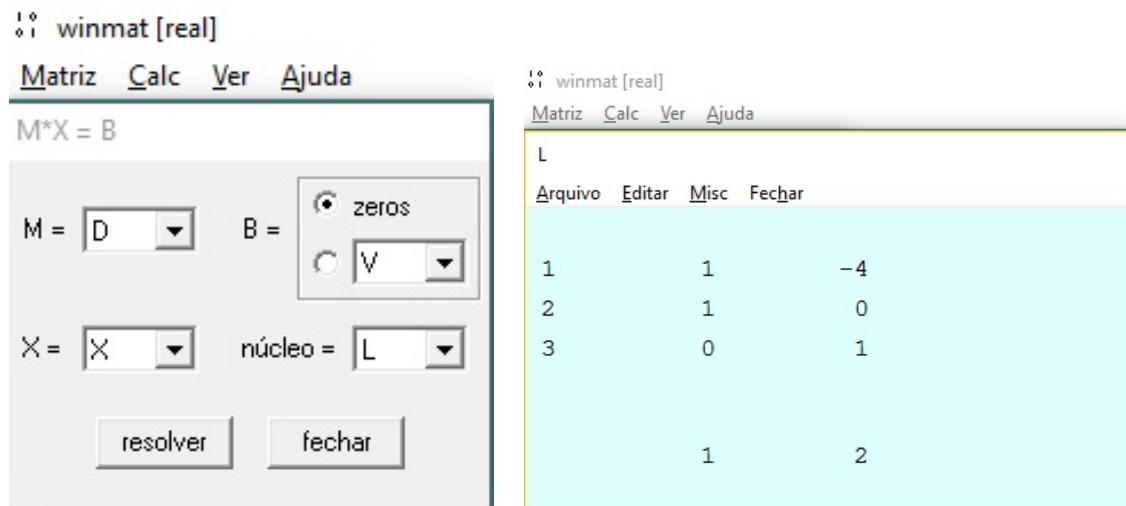 winmat [real]
Matriz Calc Ver Ajuda
M*X = B
M = D B = zeros
V
X = X núcleo = L
resolver fechar
winmat [real]
Matriz Calc Ver Ajuda
L
Arquivo Editar Misc Fechar
1 1 -4
2 1 0
3 0 1
1 2